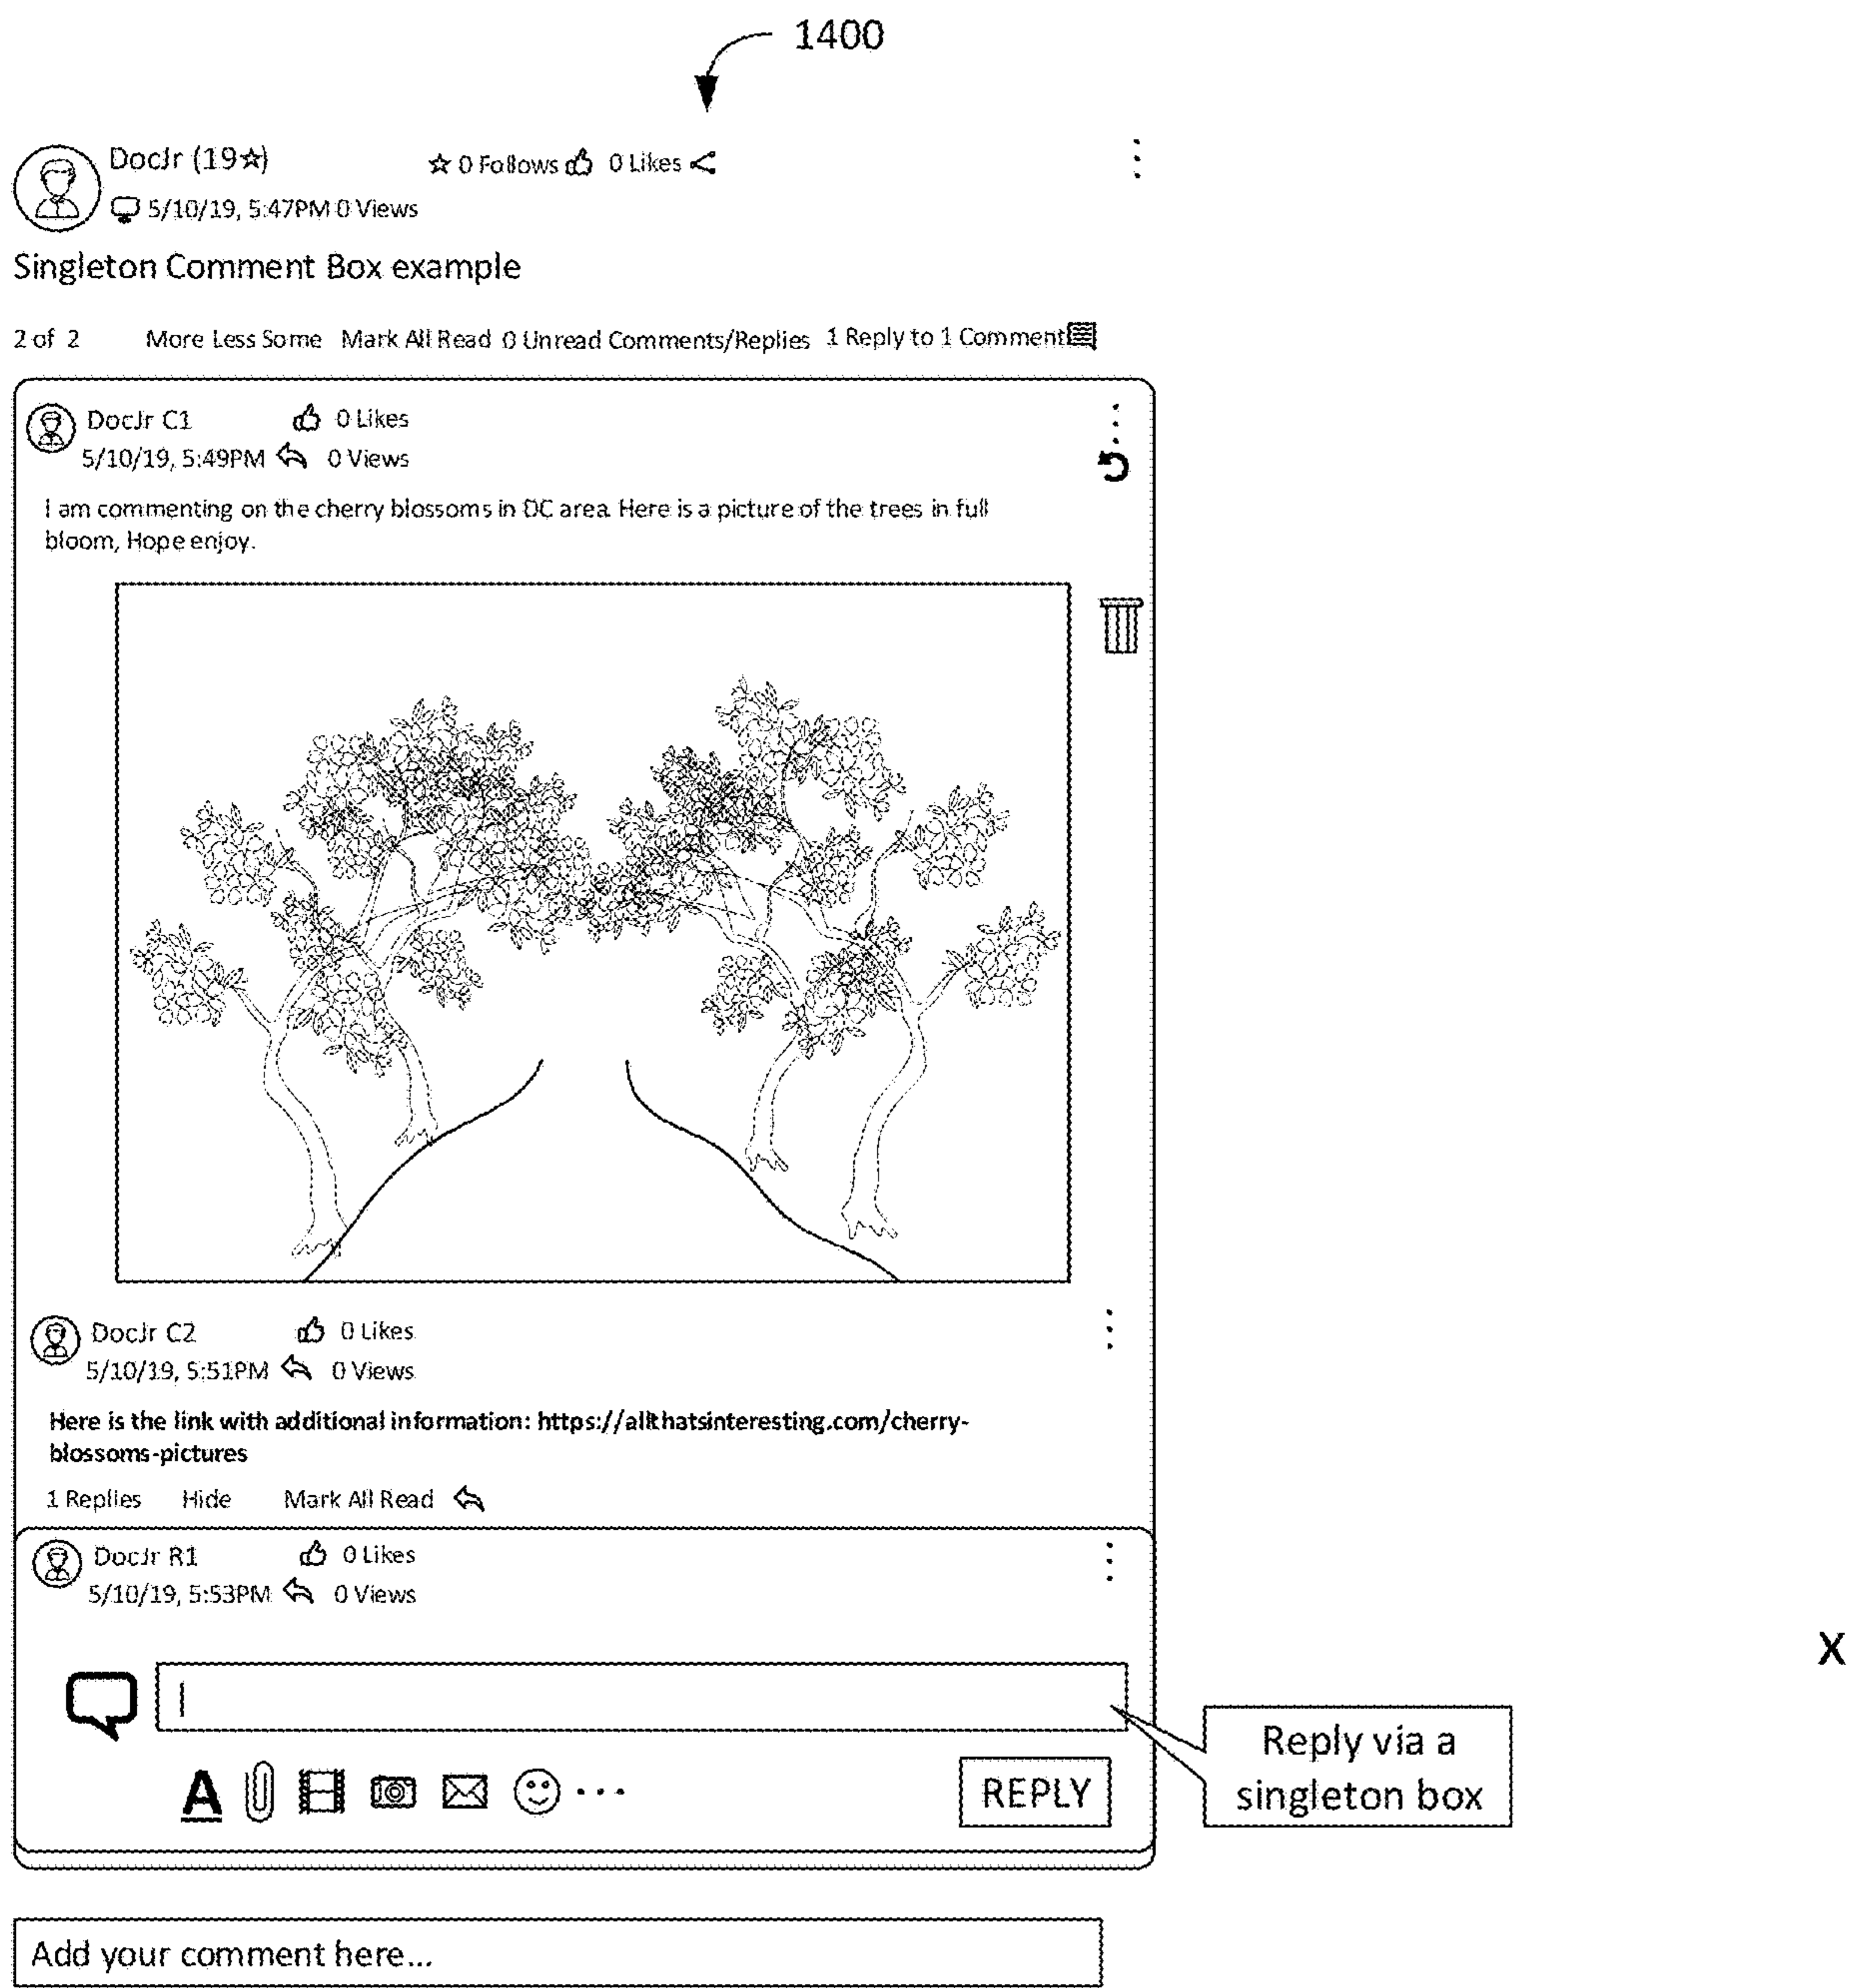 1400
DocJr (19☆)
0 Follows 0 Likes
5/10/19, 5:47PM 0 Views
Singleton Comment Box example
2 of 2 More Less Some Mark All Read 0 Unread Comments/Replies 1 Reply to 1 Comment
DocJr C1 0 Likes
5/10/19, 5:49PM 0 Views
I am commenting on the cherry blossoms in DC area. Here is a picture of the trees in full
bloom, Hope enjoy.
DocJr C2 0 Likes
5/10/19, 5:51PM 0 Views
Here is the link with additional information: https://allthatsinteresting.com/cherry-
blossoms-pictures
1 Replies Hide Mark All Read
DocJr R1 0 Likes
5/10/19, 5:53PM 0 Views
X
A
REPLY
Reply via a
singleton box
Add your comment here...